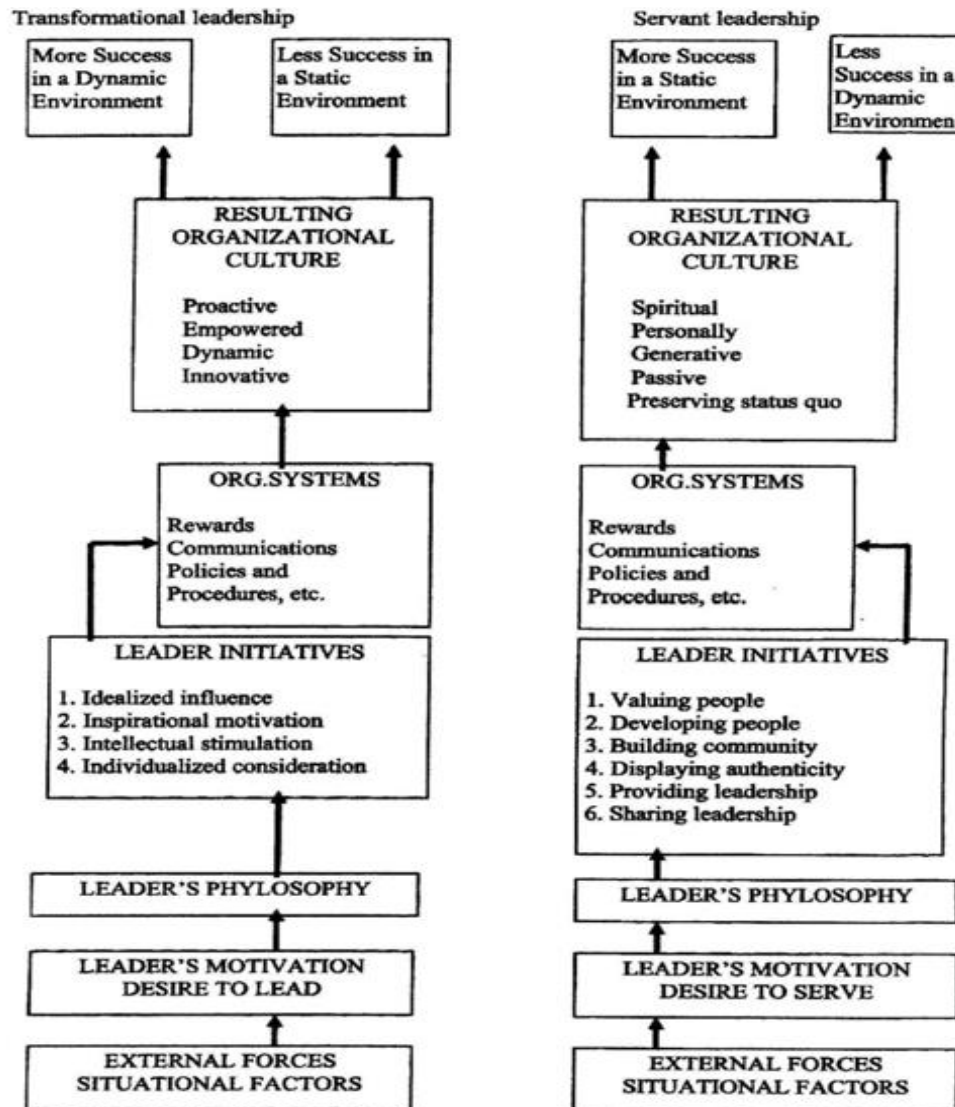 Transformational leadership
More Success
in a Dynamic
Environment
Less Success in
a Static
Environment
RESULTING
ORGANIZATIONAL
CULTURE
Proactive
Empowered
Dynamic
Innovative
ORG.SYSTEMS
Rewards
Communications
Policies and
Procedures, etc.
LEADER INITIATIVES
1. Idealized influence
2. Inspirational motivation
3. Intellectual stimulation
4. Individualized consideration
LEADER'S PHYLOSOPHY
LEADER'S MOTIVATION
DESIRE TO LEAD
EXTERNAL FORCES
SITUATIONAL FACTORS
Servant leadership
More Success
in a Static
Environment
Less
Success in a
Dynamic
Environmen
RESULTING
ORGANIZATIONAL
CULTURE
Spiritual
Personally
Generative
Passive
Preserving status quo
ORG.SYSTEMS
Rewards
Communications
Policies and
Procedures, etc.
LEADER INITIATIVES
1. Valuing people
2. Developing people
3. Building community
4. Displaying authenticity
5. Providing leadership
6. Sharing leadership
LEADER'S PHYLOSOPHY
LEADER'S MOTIVATION
DESIRE TO SERVE
EXTERNAL FORCES
SITUATIONAL FACTORS